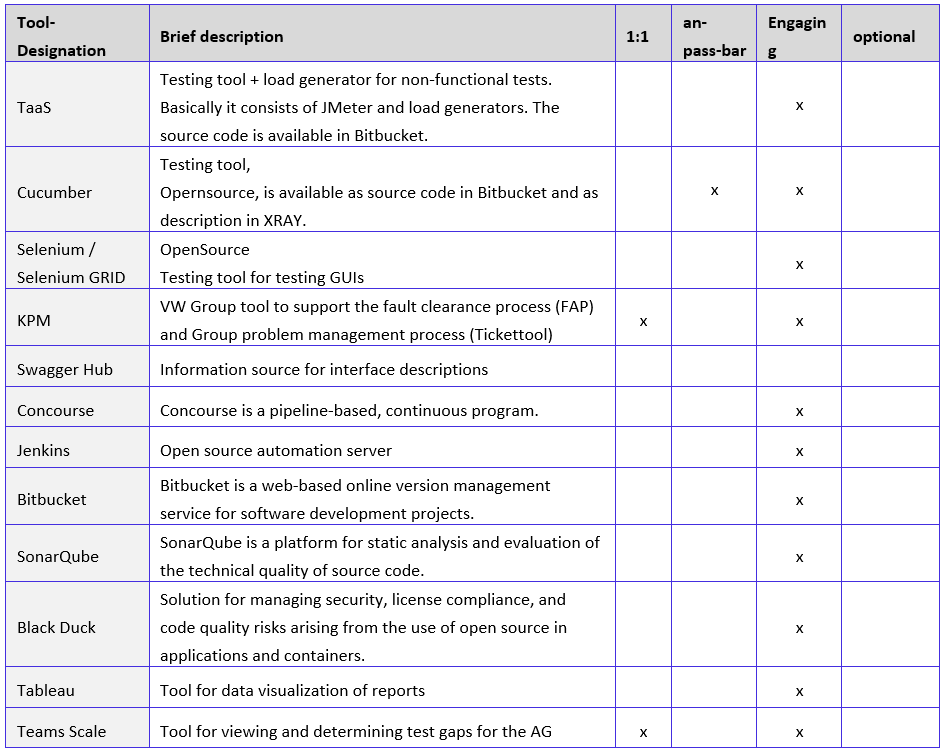 Tool-
Designation
Brief description
1:1
an-
pass-bar
Engagin
g
optional
TaaS
Testing tool + load generator for non-functional tests.
Basically it consists of JMeter and load generators. The
source code is available in Bitbucket.
x
Cucumber
Testing tool,
Opernsource, is available as source code in Bitbucket and as
description in XRAY.
x
x
Selenium /
Selenium GRID
OpenSource
Testing tool for testing GUIs
x
KPM
VW Group tool to support the fault clearance process (FAP)
and Group problem management process (Tickettool)
x
x
Swagger Hub
Information source for interface descriptions
Concourse
Concourse is a pipeline-based, continuous program.
x
Jenkins
Open source automation server
x
Bitbucket
Bitbucket is a web-based online version management
service for software development projects.
x
SonarQube
SonarQube is a platform for static analysis and evaluation of
the technical quality of source code.
x
Black Duck
Solution for managing security, license compliance, and
code quality risks arising from the use of open source in
applications and containers.
x
Tableau
Tool for data visualization of reports
x
Teams Scale
Tool for viewing and determining test gaps for the AG
x
x